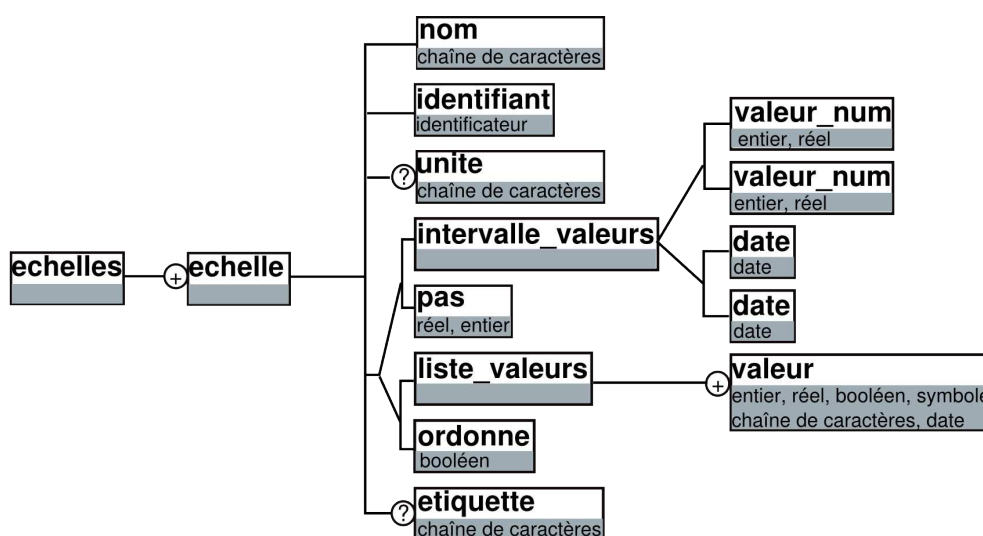 nom
chaîne de caractères
identifiant
identificateur
?
unite
chaîne de caractères
echelles
+
echelle
intervalle_valeurs
pas
réel, entier
liste_valeurs
ordonne
booléen
?
etiquette
chaîne de caractères
valeur_num
entier, réel
valeur_num
entier, réel
date
date
date
date
+
valeur
entier, réel, booléen, symbole
chaîne de caractères, date